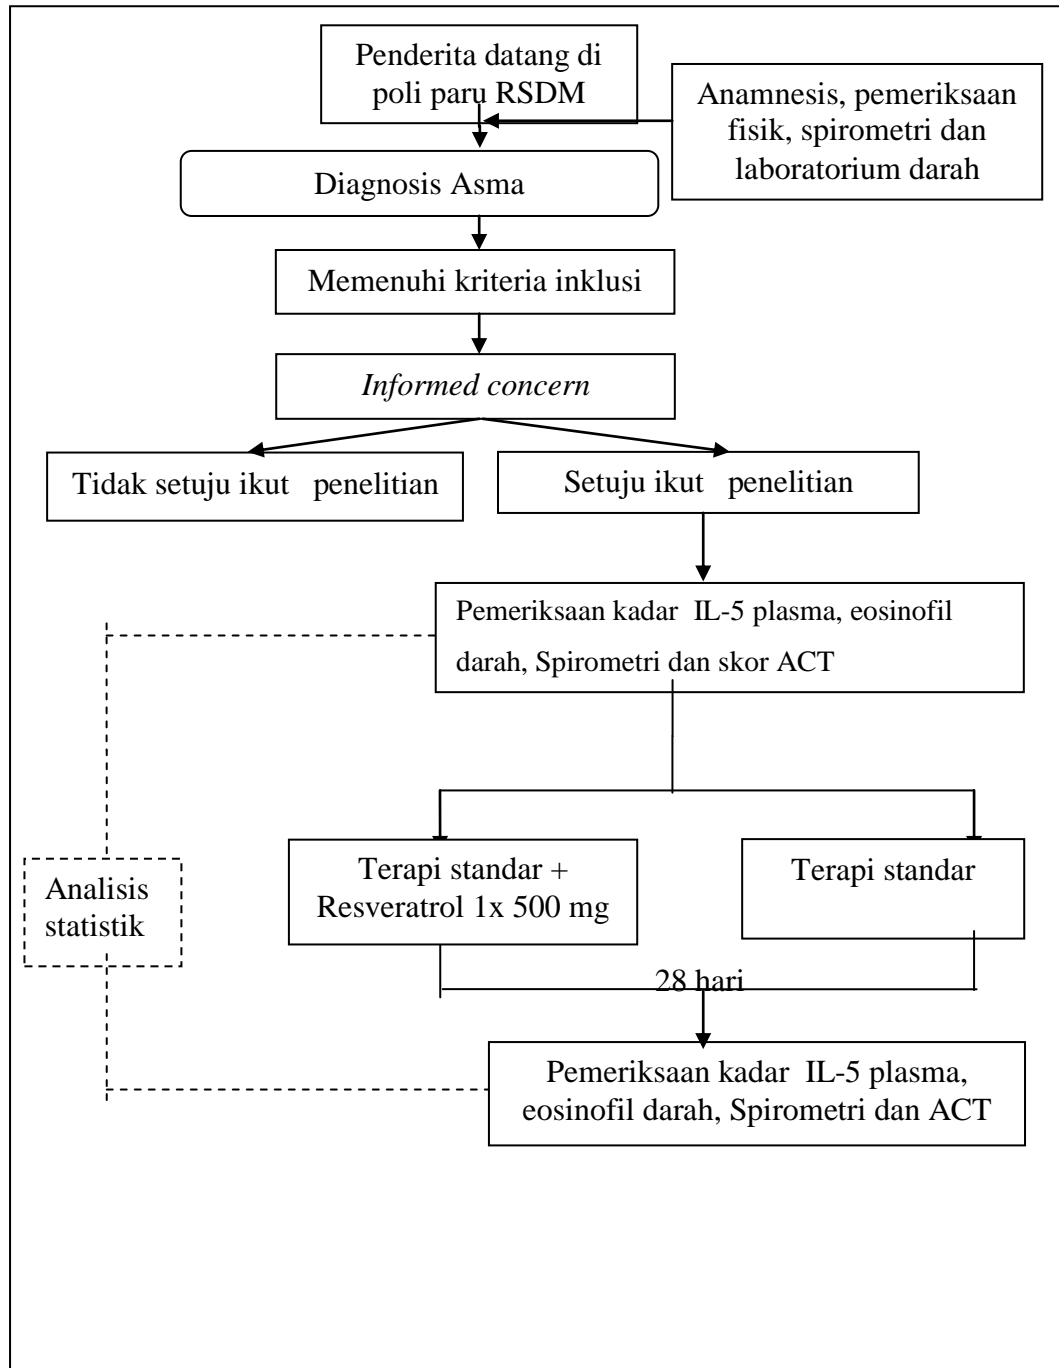 Penderita datang di
poli paru RSDM
Anamnesis, pemeriksaan
fisik, spirometri dan
laboratorium darah
Diagnosis Asma
Memenuhi kriteria inklusi
Informed concern
Tidak setuju ikut penelitian
Setuju ikut penelitian
Pemeriksaan kadar IL-5 plasma, eosinofil
darah, Spirometri dan skor ACT
Terapi standar +
Resveratrol 1x 500 mg
Terapi standar
Analisis
statistik
28 hari
Pemeriksaan kadar IL-5 plasma,
eosinofil darah, Spirometri dan ACT